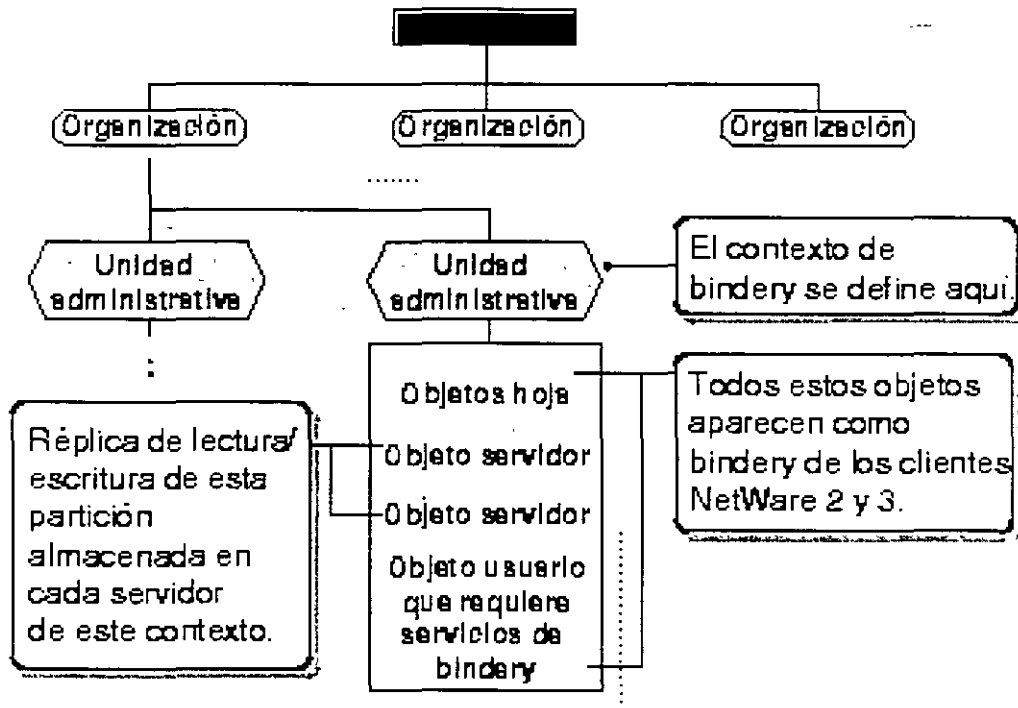 Organización
Organización
Organización
Unidad
administrativa
Unidad
administrativa
El contexto de
bindery se define aqui.
Objetos hoja
Objeto servidor
Objeto servidor
Objeto usuario
que requiere
servicios de
bindery
Todos estos objetos
aparecen como
bindery de los clientes
NetWare 2 y 3.
Réplica de lectura/
escritura de esta
partición
almacenada en
cada servidor
de este contexto.